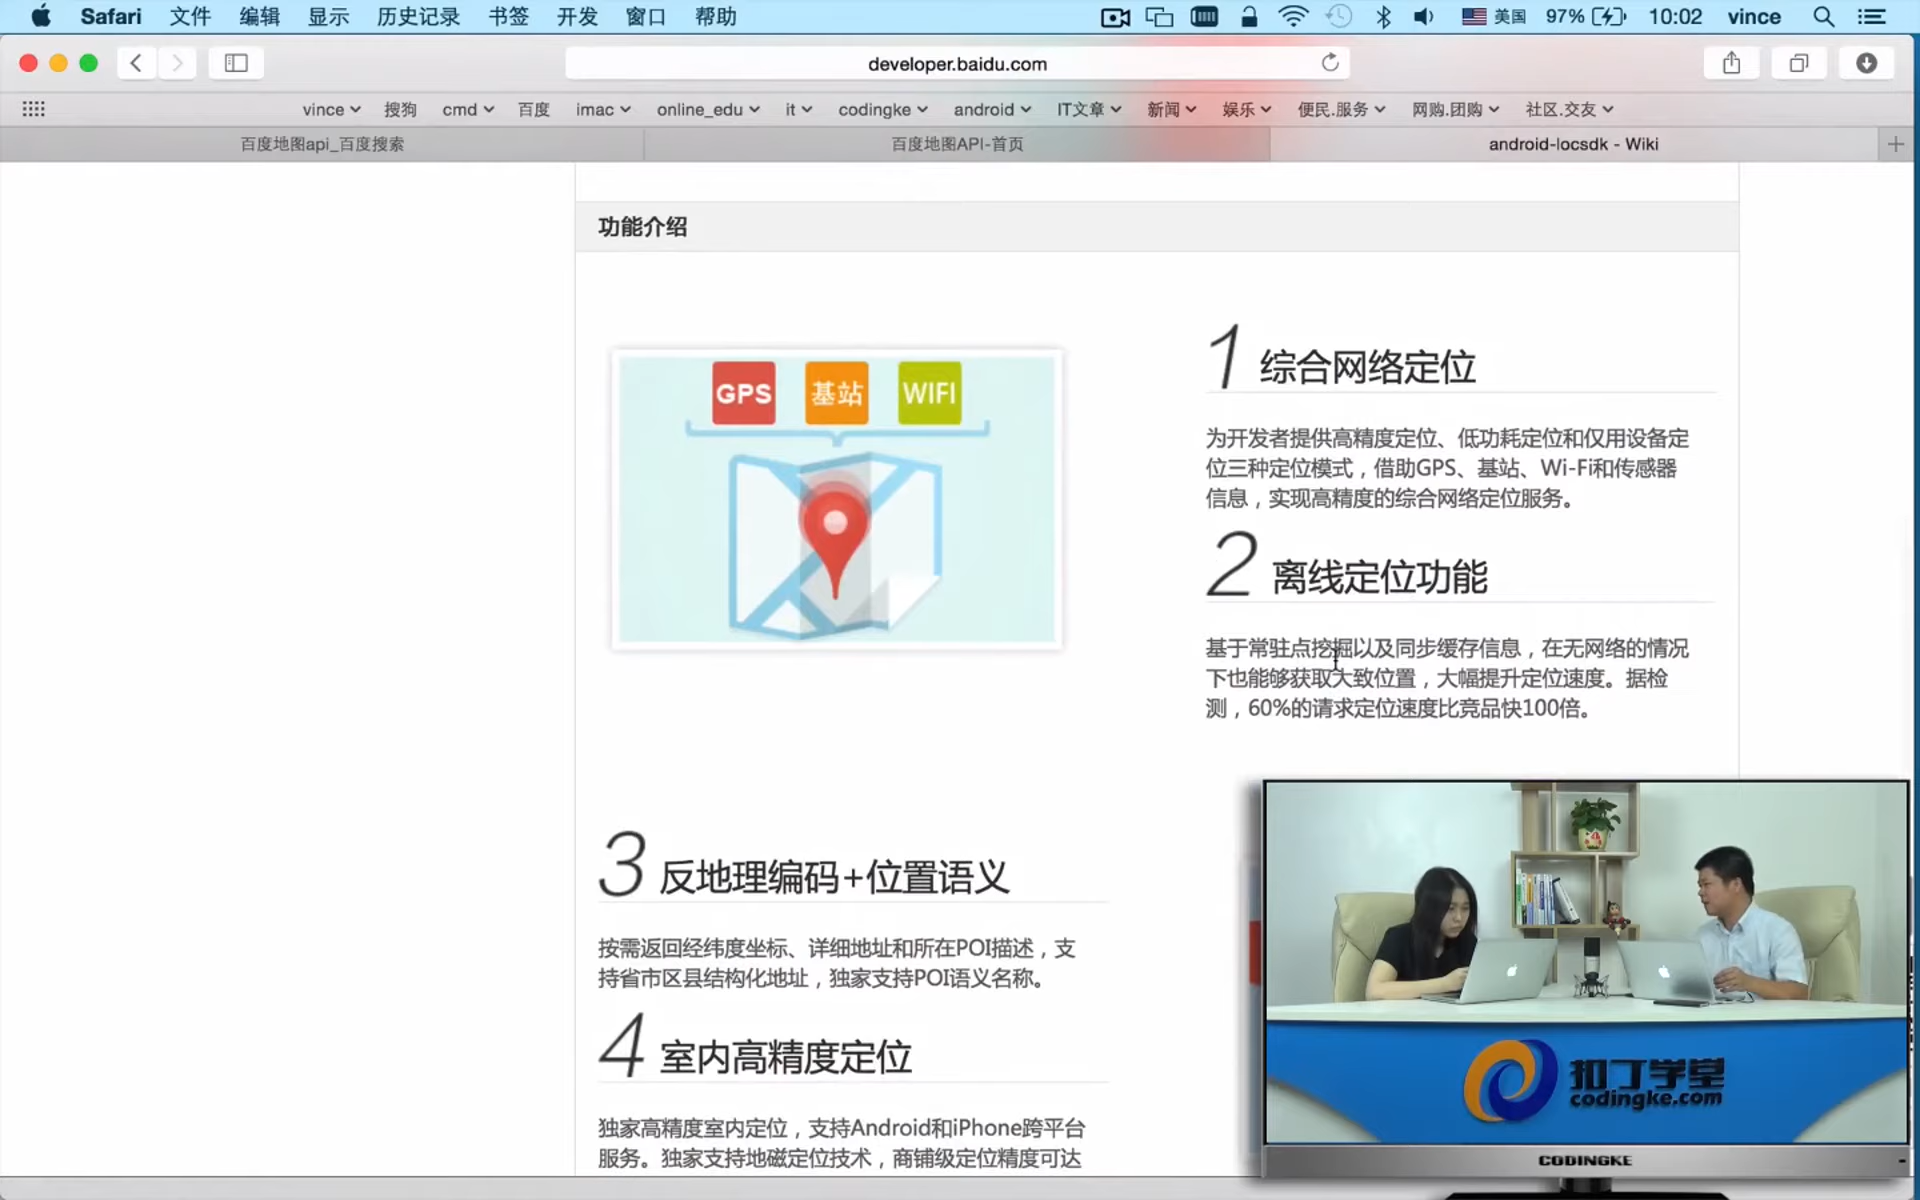 Safari 文件 编辑 显示 历史记录 书签 开发 窗口 帮助 美国 97% 10:02 vince
developer.baidu.com
vince 搜狗 cmd 百度 imac online_edu it codingke android IT文章 新闻 娱乐 便民.服务 网购.团购 社区.交友
百度地图api_百度搜索 百度地图API-首页 android-locsdk - Wiki
功能介绍
GPS 基站 WIFI
1 综合网络定位
为开发者提供高精度定位、低功耗定位和仅用设备定
位三种定位模式，借助GPS、基站、Wi-Fi和传感器
信息，实现高精度的综合网络定位服务。
2 离线定位功能
基于常驻点挖掘以及同步缓存信息，在无网络的情况
下也能够获取大致位置，大幅提升定位速度。据检
测，60%的请求定位速度比竞品快100倍。
3 反地理编码+位置语义
按需返回经纬度坐标、详细地址和所在POI描述，支
持省市区县结构化地址，独家支持POI语义名称。
4 室内高精度定位
独家高精度室内定位，支持Android和iPhone跨平台
服务。独家支持地磁定位技术，商铺级定位精度可达
扣丁学堂
codingke.com
CODINGKE